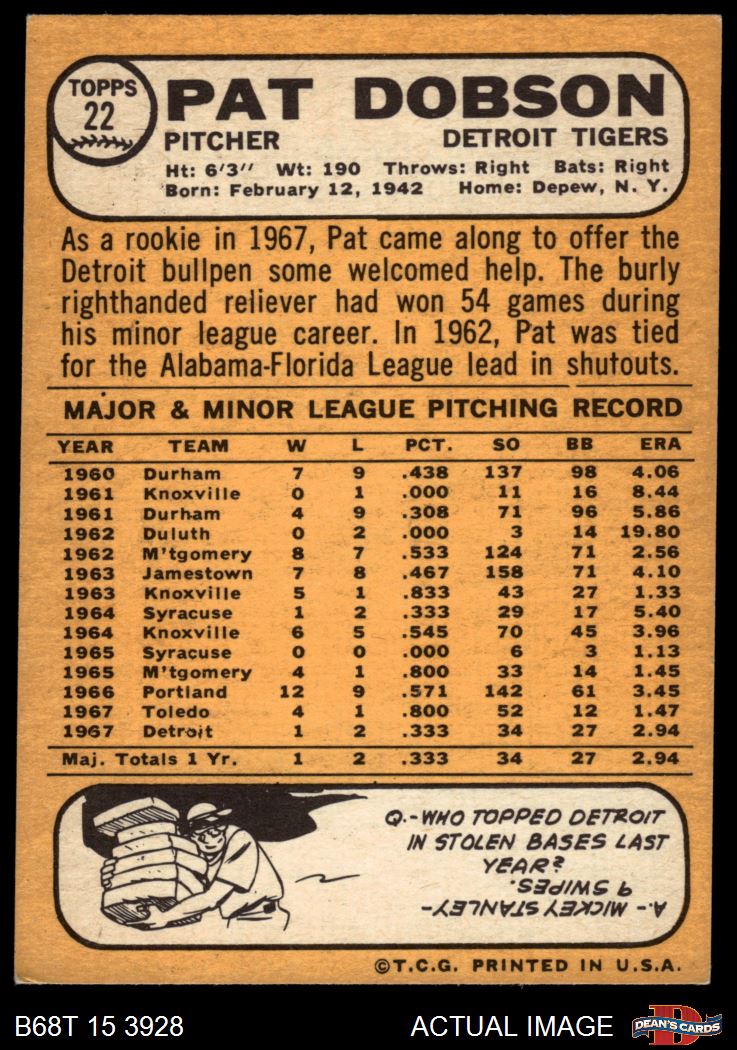 TOPPS
22
PAT DOBSON
PITCHER DETROIT TIGERS
Ht: 6'3" Wt: 190 Throws: Right Bats: Right
Born: February 12, 1942 Home: Depew, N. Y.
As a rookie in 1967, Pat came along to offer the
Detroit bullpen some welcomed help. The burly
righthanded reliever had won 54 games during
his minor league career. In 1962, Pat was tied
for the Alabama-Florida League lead in shutouts.
MAJOR & MINOR LEAGUE PITCHING RECORD
YEAR TEAM W L PCT. SO BB ERA
1960 Durham 7 9 .438 137 98 4.06
1961 Knoxville 0 1 .000 11 16 8.44
1961 Durham 4 9 .308 71 96 5.86
1962 Duluth 0 2 .000 3 14 19.80
1962 M'tgomery 8 7 .533 124 71 2.56
1963 Jamestown 7 8 .467 158 71 4.10
1963 Knoxville 5 1 .833 43 27 1.33
1964 Syracuse 1 2 .333 29 17 5.40
1964 Knoxville 6 5 .545 70 45 3.96
1965 Syracuse 0 0 .000 6 3 1.13
1965 M'tgomery 4 1 .800 33 14 1.45
1966 Portland 12 9 .571 142 61 3.45
1967 Toledo 4 1 .800 52 12 1.47
1967 Detroit 1 2 .333 34 27 2.94
Maj. Totals 1 Yr. 1 2 .333 34 27 2.94
Q.-WHO TOPPED DETROIT
IN STOLEN BASES LAST
YEAR?
A.- MICKEY STANLEY-
9 SWIPES.
©T.C.G. PRINTED IN U.S.A.
B68T 15 3928 ACTUAL IMAGE
DEAN'S CARDS